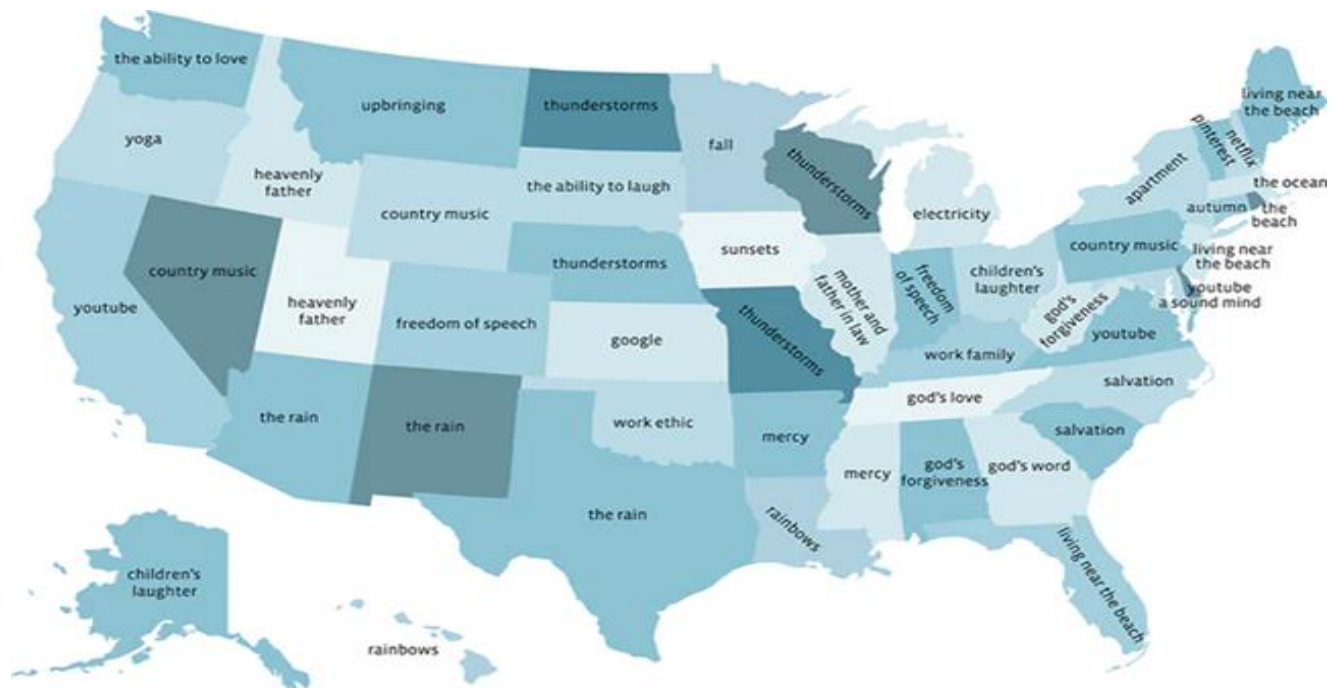 the ability to love
upbringing
thunderstorms
fall
living near
the beach
pinterest
netflix
yoga
heavenly
father
country music
the ability to laugh
thunderstorms
electricity
apartment
the ocean
autumn
the
beach
country music
sunsets
country music
living near
the beach
youtube
heavenly
father
freedom of speech
thunderstorms
mother and
father in law
freedom
of speech
children's
laughter
god's
forgiveness
youtube
a sound mind
youtube
google
thunderstorms
work family
salvation
god's love
the rain
the rain
work ethic
mercy
salvation
mercy
god's
forgiveness
god's word
the rain
rainbows
living near the beach
children's
laughter
rainbows